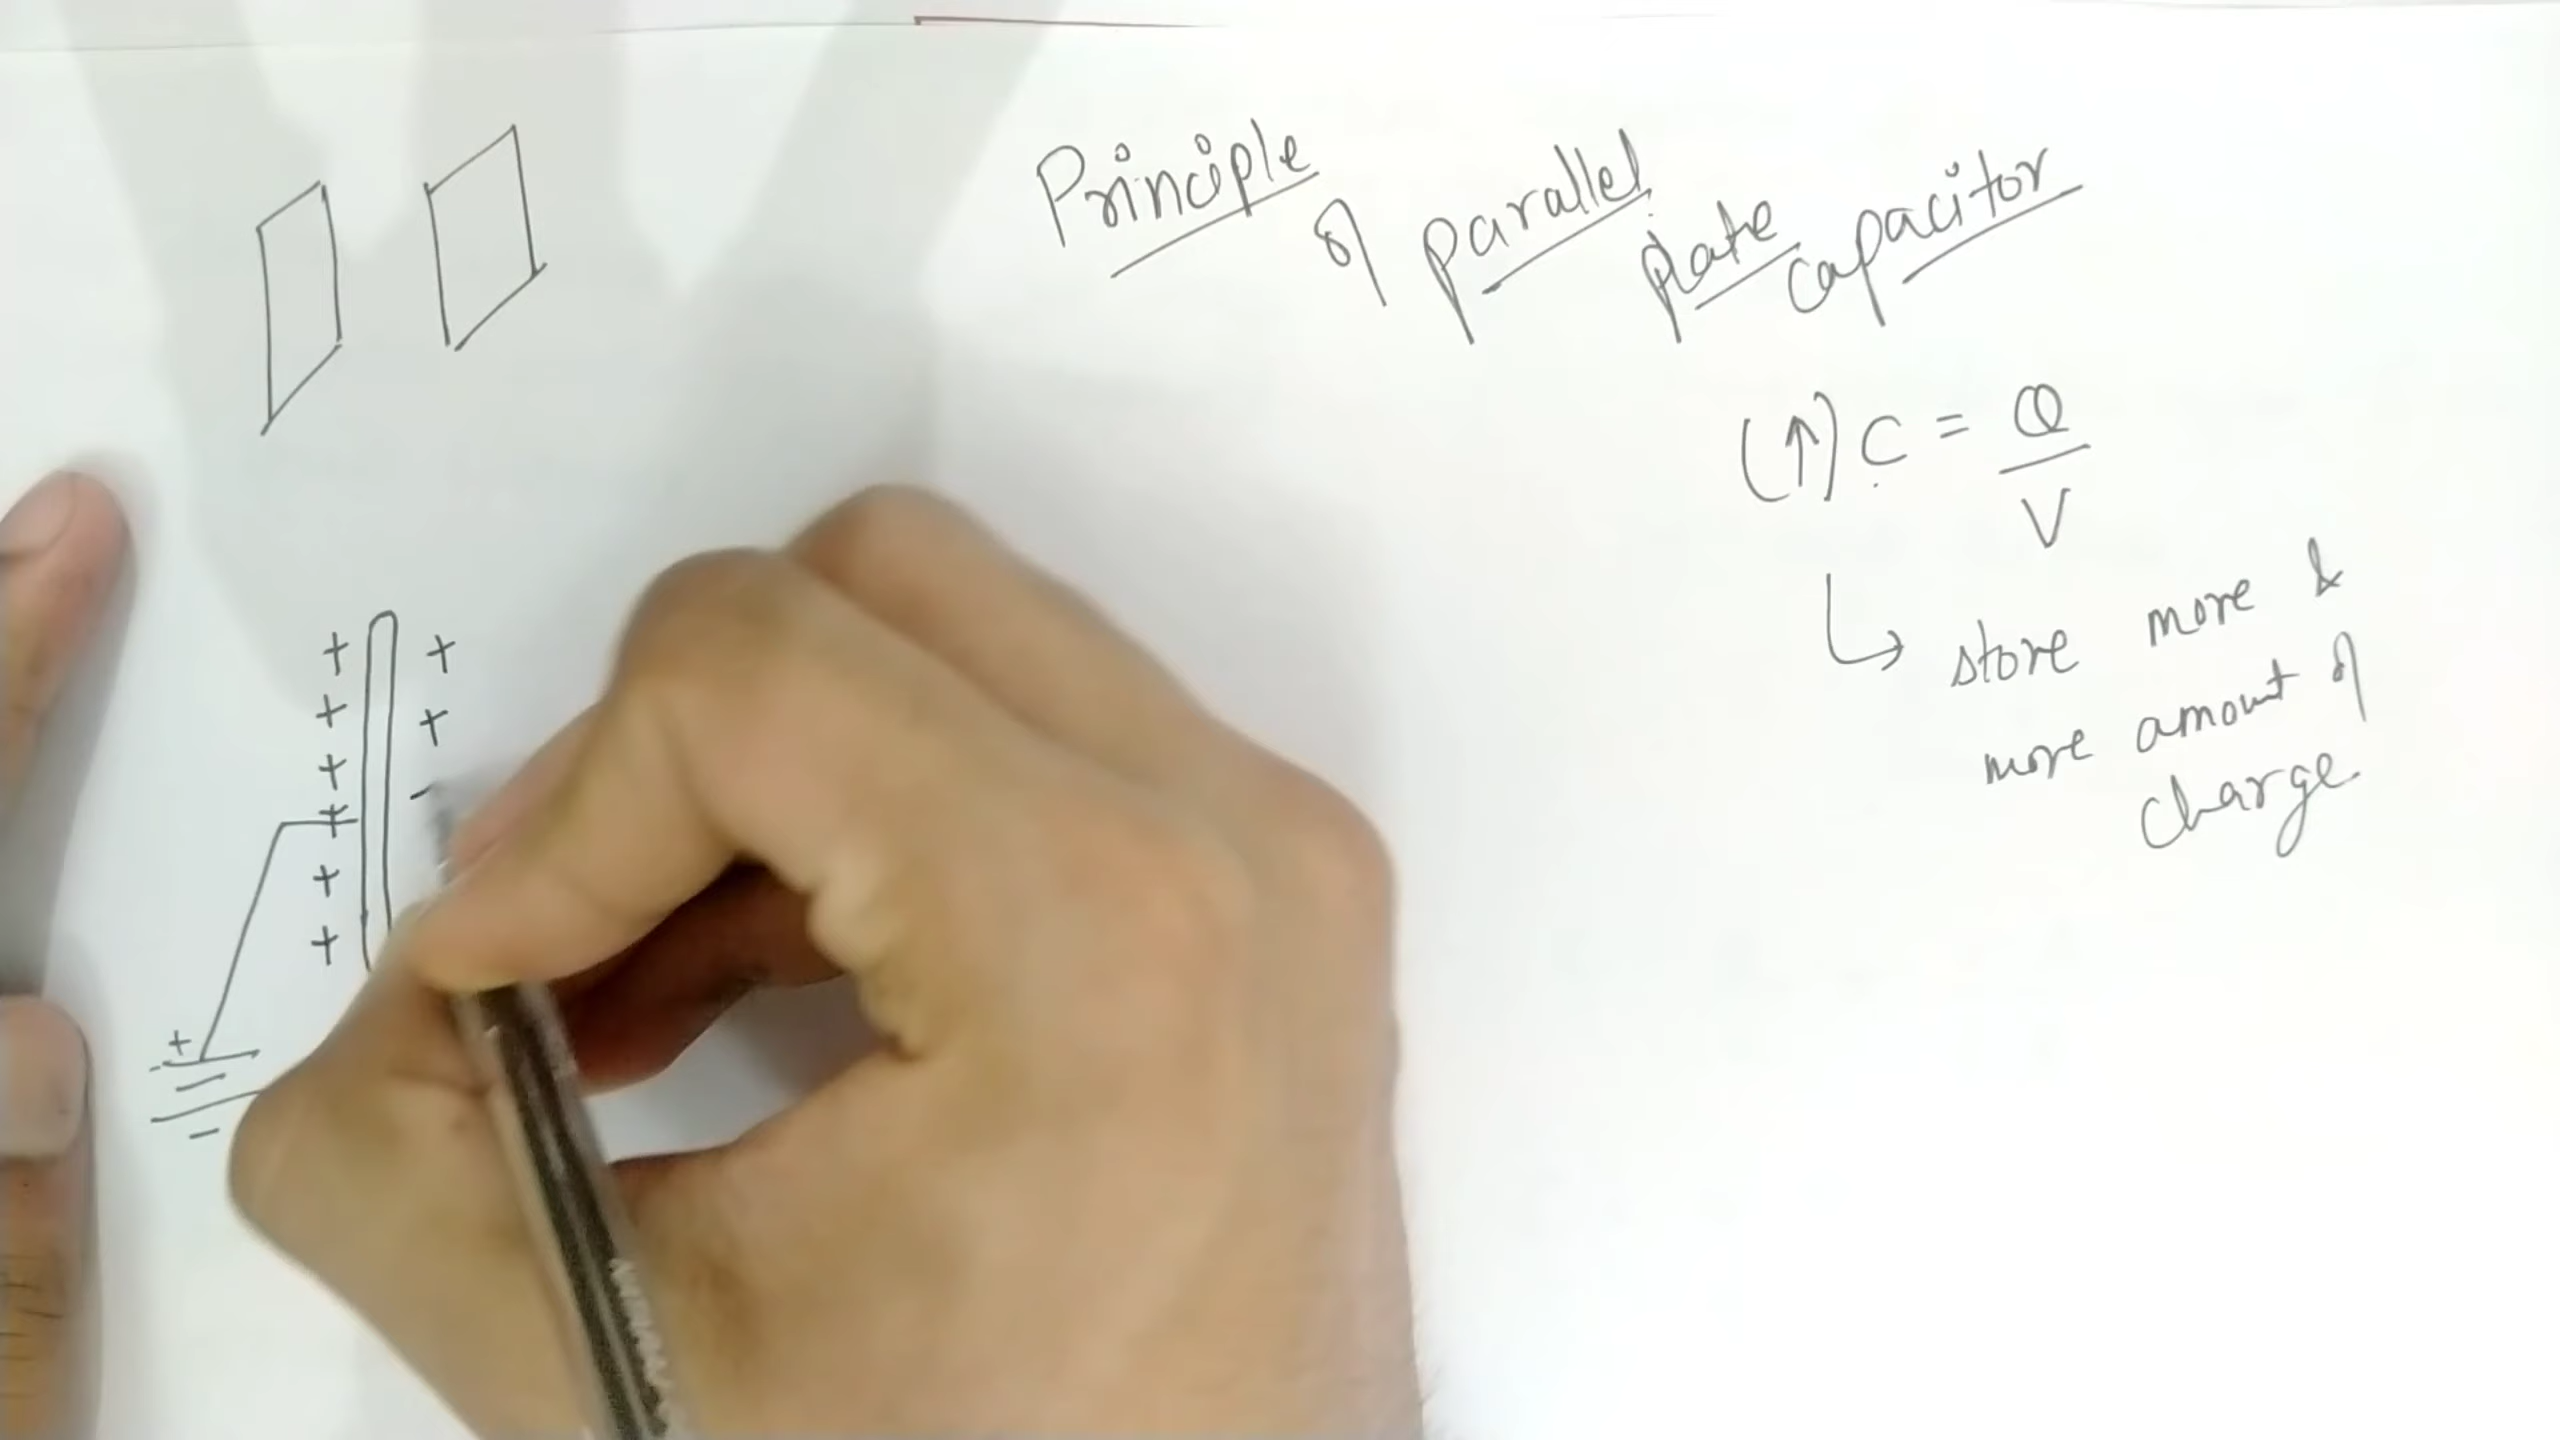 Principle of parallel plate capacitor
(↑) C = Q / V
↳ store more &
more amount of
charge
+ +
+ +
+ -
+
+
+
+
-